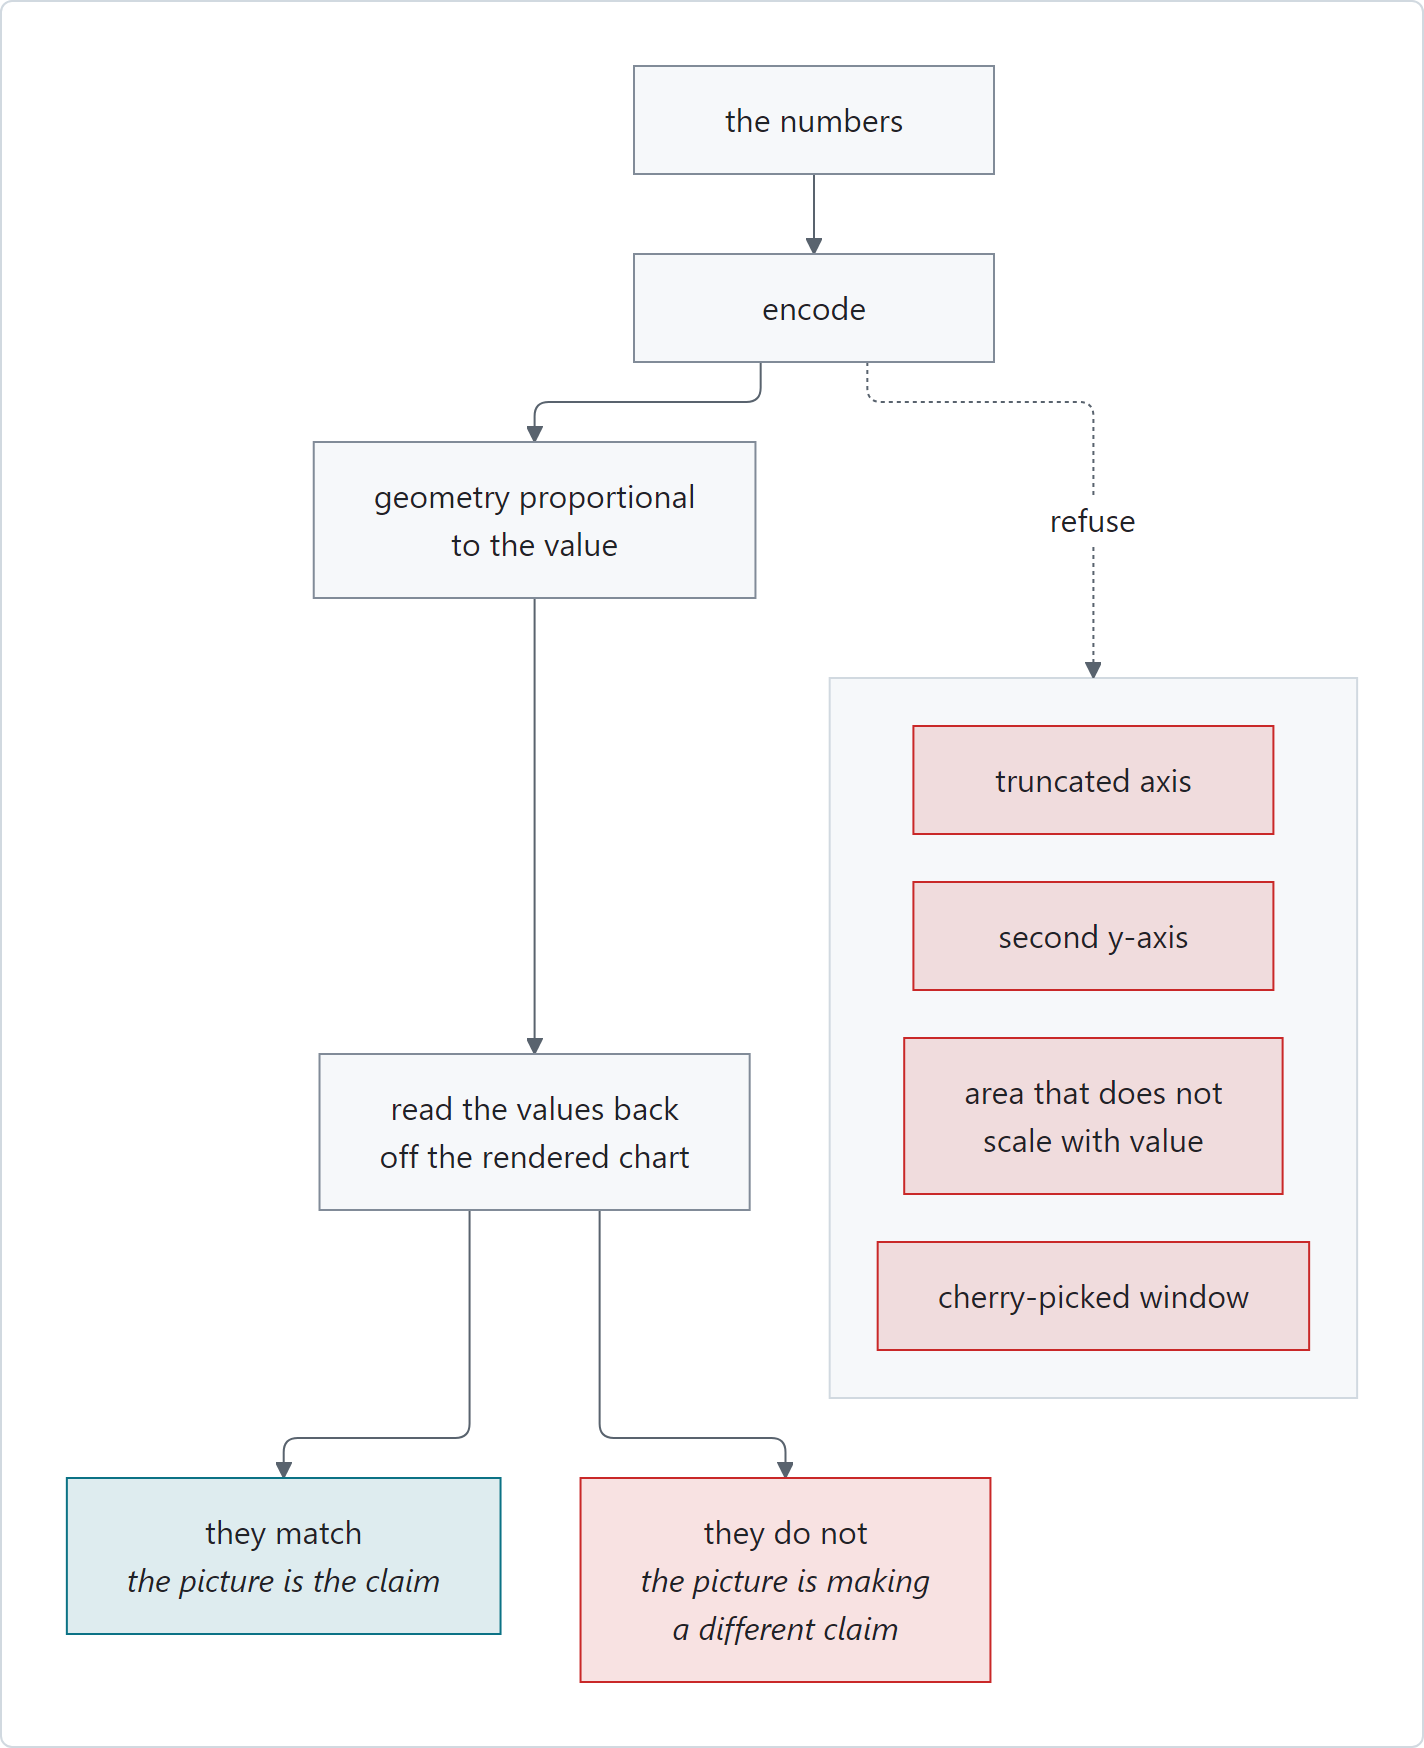 the numbers
encode
geometry proportional
to the value
refuse
truncated axis
second y-axis
area that does not
scale with value
cherry-picked window
read the values back
off the rendered chart
they match
the picture is the claim
they do not
the picture is making
a different claim